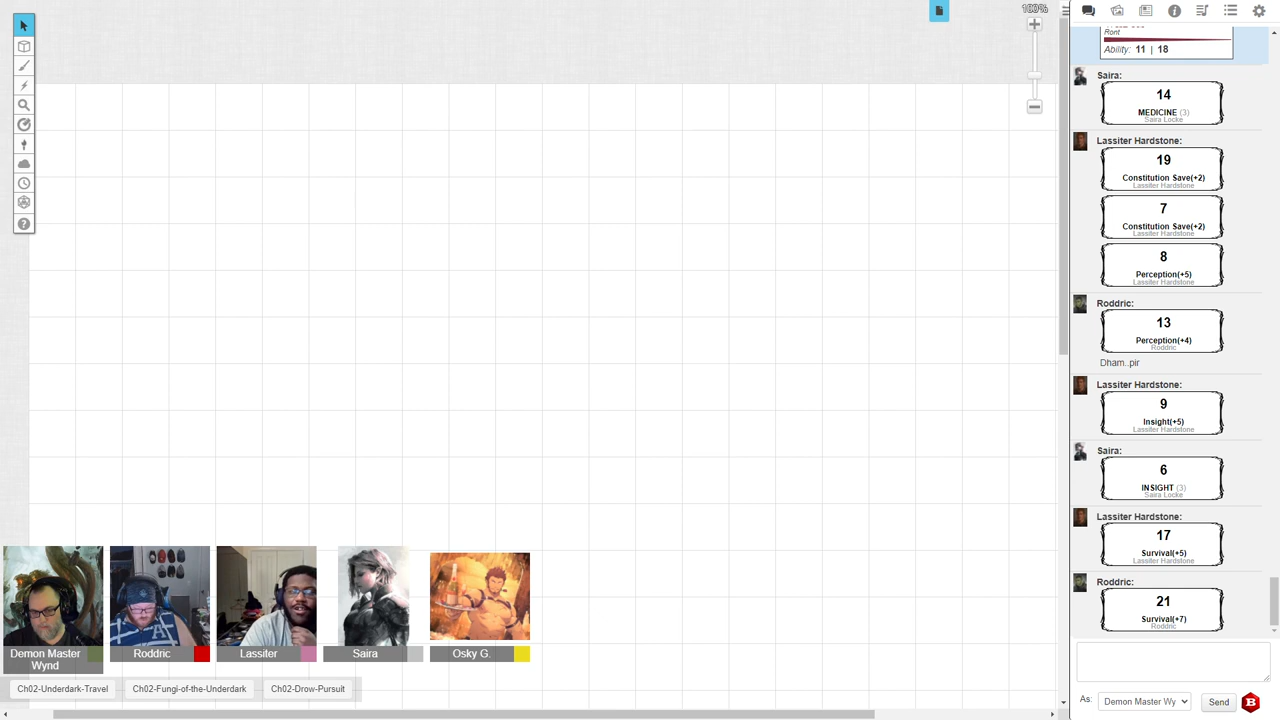 100%
Ront
Ability: 11 | 18
Saira:
14
MEDICINE (3)
Saira Locke
Lassiter Hardstone:
19
Constitution Save(+2)
Lassiter Hardstone
7
Constitution Save(+2)
Lassiter Hardstone
8
Perception(+5)
Lassiter Hardstone
Roddric:
13
Perception(+4)
Roddric
Dham..pir
Lassiter Hardstone:
9
Insight(+5)
Lassiter Hardstone
Saira:
6
INSIGHT (3)
Saira Locke
Lassiter Hardstone:
17
Survival(+5)
Lassiter Hardstone
Roddric:
21
Survival(+7)
Roddric
Demon Master Wynd
Roddric
Lassiter
Saira
Osky G.
Ch02-Underdark-Travel
Ch02-Fungi-of-the-Underdark
Ch02-Drow-Pursuit
As:
Demon Master Wy
Send